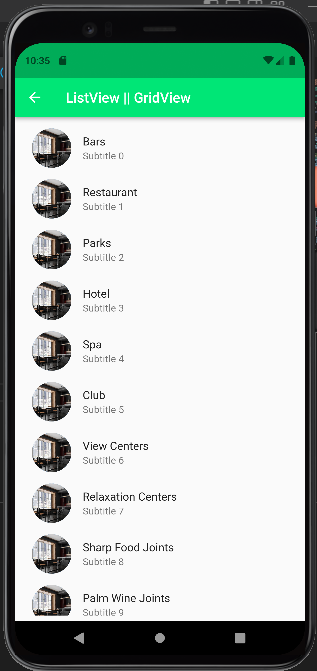 10:35
ListView || GridView
Bars
Subtitle 0
Restaurant
Subtitle 1
Parks
Subtitle 2
Hotel
Subtitle 3
Spa
Subtitle 4
Club
Subtitle 5
View Centers
Subtitle 6
Relaxation Centers
Subtitle 7
Sharp Food Joints
Subtitle 8
Palm Wine Joints
Subtitle 9